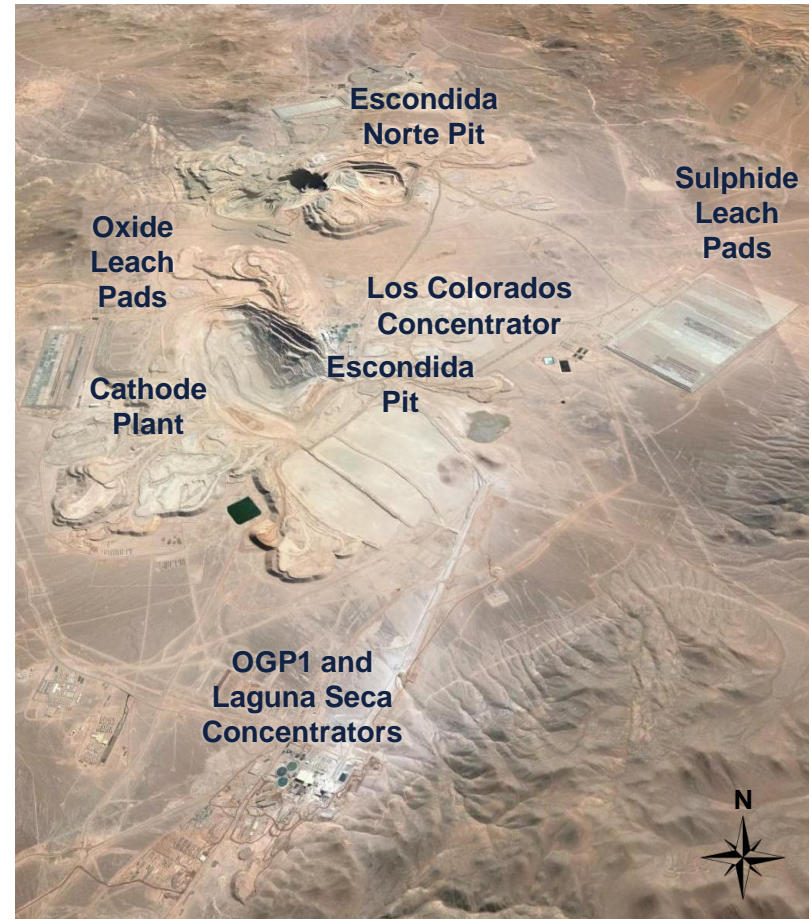 Escondida
Norte Pit
Sulphide
Leach
Pads
Oxide
Leach
Pads
Los Colorados
Concentrator
Escondida
Pit
Cathode
Plant
OGP1 and
Laguna Seca
Concentrators
N